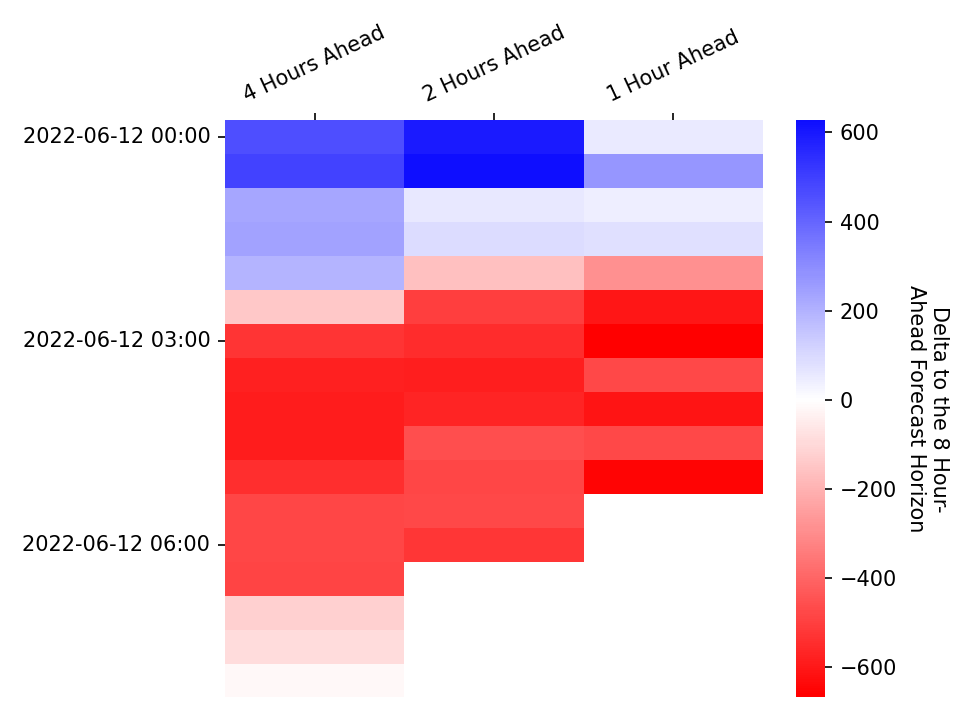 4 Hours Ahead
2 Hours Ahead
1 Hour Ahead
2022-06-12 00:00
2022-06-12 03:00
2022-06-12 06:00
600
400
200
0
−200
−400
−600
Delta to the 8 Hour-
Ahead Forecast Horizon